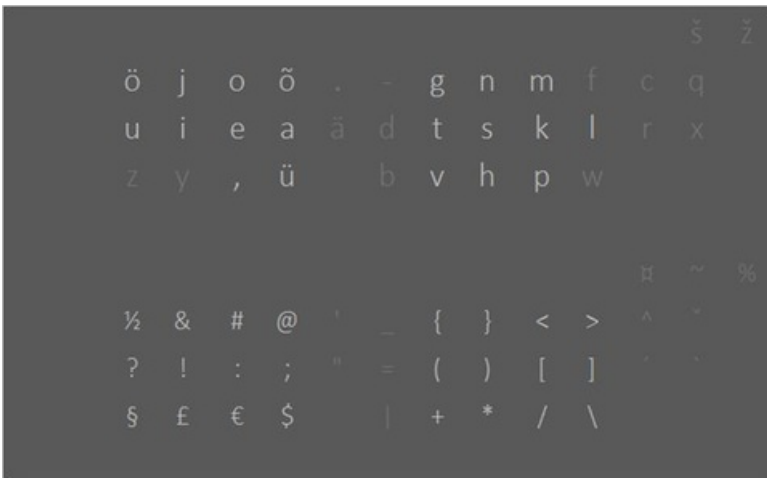 š ž
ö j o õ . - g n m f c q
u i e a ä d t s k l r x
z y , ü b v h p w
¤ ~ %
½ & # @ ' _ { } < > ^ ˇ
? ! : ; " = ( ) [ ] ´ `
§ £ € $ | + * / \